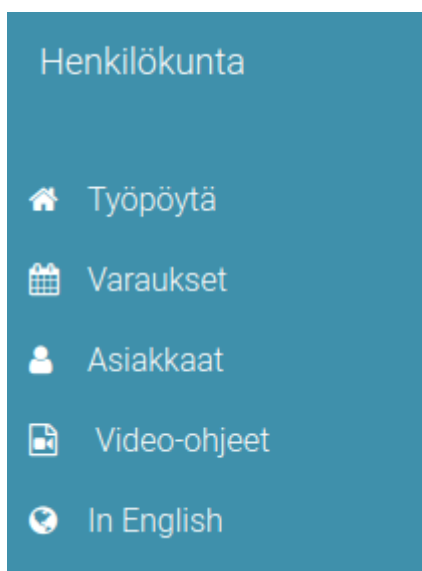 Henkilökunta
Työpöytä
Varaukset
Asiakkaat
Video-ohjeet
In English